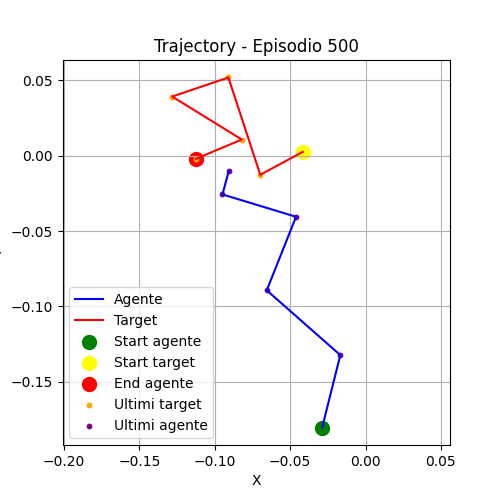 Trajectory - Episodio 500
0.05
0.00
−0.05
−0.10
−0.15
Agente
Target
Start agente
Start target
End agente
Ultimi target
Ultimi agente
−0.20 −0.15 −0.10 −0.05 0.00 0.05
X